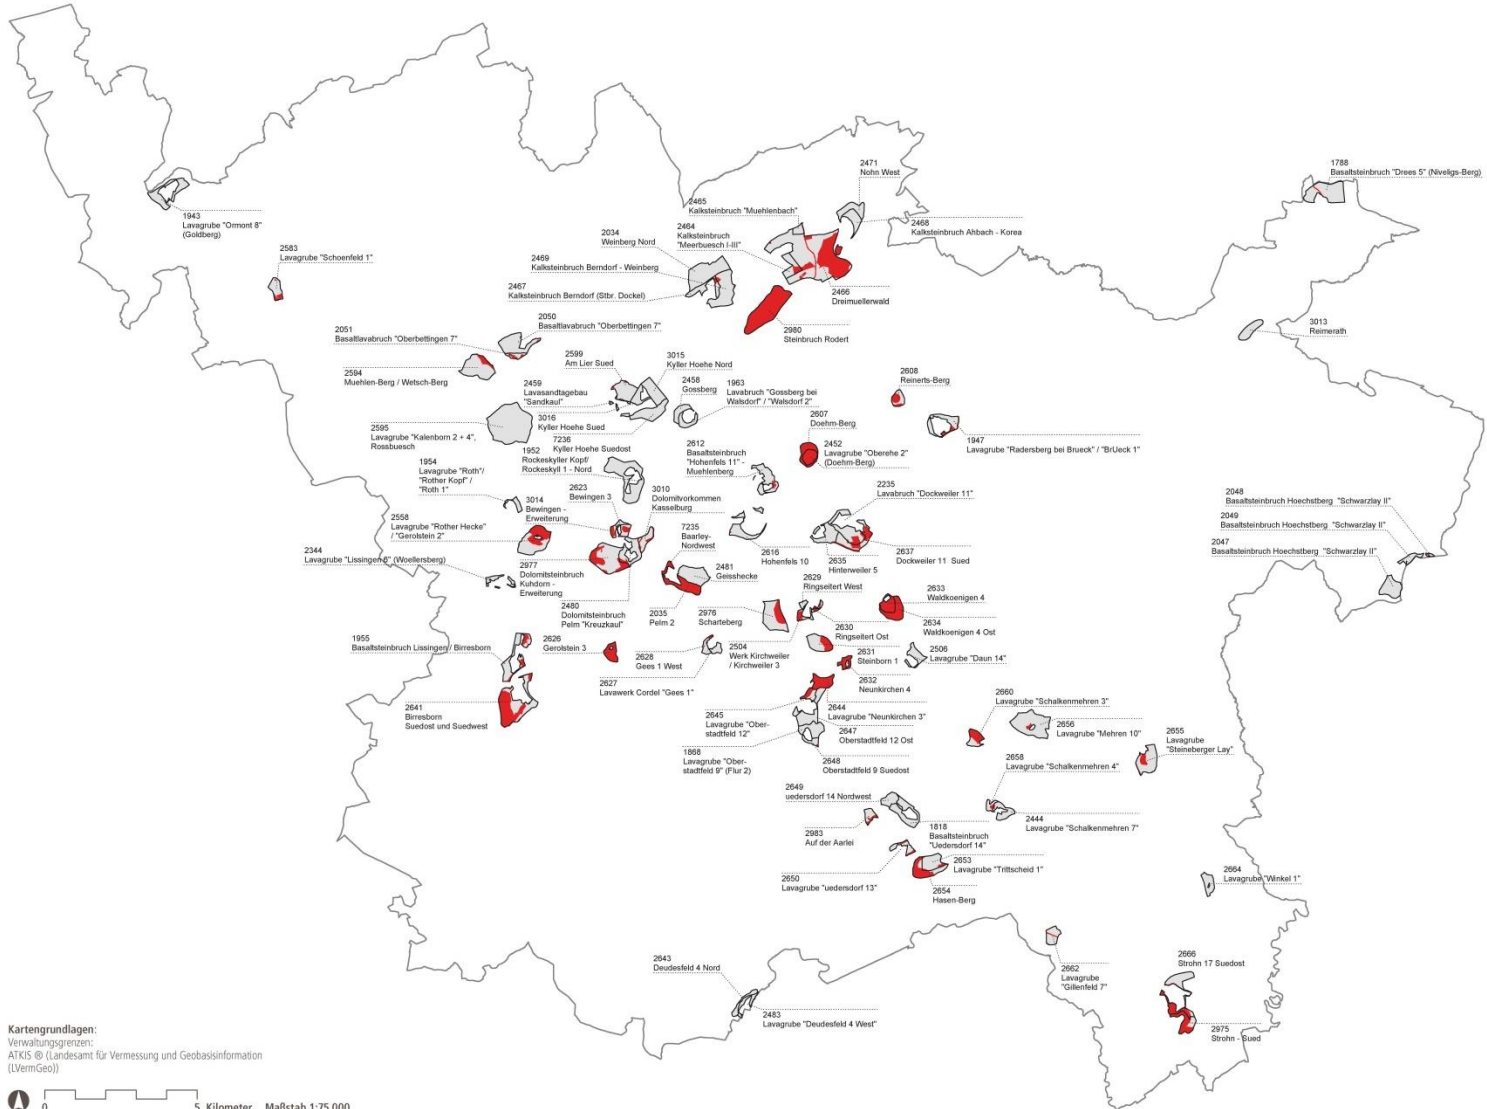 2471
Nohn West
1788
Basaltsteinbruch "Drees 5" (Niveligs-Berg)
2465
Kalksteinbruch "Muehlenbach"
1943
Lavagrube "Ormont 8"
(Goldberg)
2464
Kalksteinbruch
"Meerbuesch I-III"
2468
Kalksteinbruch Ahbach - Korea
2034
Weinberg Nord
2583
Lavagrube "Schoenfeld 1"
2469
Kalksteinbruch Berndorf - Weinberg
2467
Kalksteinbruch Berndorf (Stbr. Dockel)
2466
Dreimuellerwald
2050
Basaltlavabruch "Oberbettingen 7"
2051
Basaltlavabruch "Oberbettingen 7"
2980
Steinbruch Rodert
3013
Reimerath
2599
Am Lier Sued
3015
Kyller Hoehe Nord
2594
Muehlen-Berg / Wetsch-Berg
2459
Lavasandtagebau
"Sandkaul"
2458
Gossberg
1963
Lavabruch "Gossberg bei
Walsdorf" / "Walsdorf 2"
2608
Reinerts-Berg
3016
Kyller Hoehe Sued
2607
Doehm-Berg
2595
Lavagrube "Kalenborn 2 + 4",
Rossbuesch
7236
Kyller Hoehe Suedost
1947
Lavagrube "Radersberg bei Brueck" / "BrUeck 1"
1952
Rockeskyller Kopf/
Rockeskyll 1 - Nord
2612
Basaltsteinbruch
"Hohenfels 11" -
Muehlenberg
2452
Lavagrube "Oberehe 2"
(Doehm-Berg)
1954
Lavagrube "Roth"/
"Rother Kopf" /
"Roth 1"
2623
Bewingen 3
3010
Dolomitvorkommen
Kasselburg
2235
Lavabruch "Dockweiler 11"
2048
Basaltsteinbruch Hoechstberg "Schwarzlay II"
3014
Bewingen -
Erweiterung
2558
Lavagrube "Rother Hecke"
/ "Gerolstein 2"
2049
Basaltsteinbruch Hoechstberg "Schwarzlay II"
7235
Baarley-
Nordwest
2047
Basaltsteinbruch Hoechstberg "Schwarzlay II"
2344
Lavagrube "Lissingen 6" (Woellersberg)
2616
Hohenfels 10
2635
Hinterweiler 5
2637
Dockweiler 11 Sued
2977
Dolomitsteinbruch
Kuhdorn -
Erweiterung
2481
Geisshecke
2629
Ringseitert West
2633
Waldkoenigen 4
2480
Dolomitsteinbruch
Pelm "Kreuzkaul"
2035
Pelm 2
2976
Scharteberg
2634
Waldkoenigen 4 Ost
2630
Ringseitert Ost
1955
Basaltsteinbruch Lissingen / Birresborn
2626
Gerolstein 3
2504
Werk Kirchweiler
/ Kirchweiler 3
2628
Gees 1 West
2506
Lavagrube "Daun 14"
2631
Steinborn 1
2627
Lavawerk Cordel "Gees 1"
2632
Neunkirchen 4
2660
Lavagrube "Schalkenmehren 3"
2641
Birresborn
Suedost und Suedwest
2645
Lavagrube "Ober-
stadtfeld 12"
2644
Lavagrube "Neunkirchen 3"
2656
Lavagrube "Mehren 10"
2647
Oberstadtfeld 12 Ost
2655
Lavagrube
"Steineberger Lay"
1868
Lavagrube "Ober-
stadtfeld 9" (Flur 2)
2648
Oberstadtfeld 9 Suedost
2658
Lavagrube "Schalkenmehren 4"
2649
uedersdorf 14 Nordwest
2444
Lavagrube "Schalkenmehren 7"
2983
Auf der Aarlei
1818
Basaltsteinbruch
"Uedersdorf 14"
2653
Lavagrube "Trittscheid 1"
2650
Lavagrube "uedersdorf 13"
2664
Lavagrube "Winkel 1"
2654
Hasen-Berg
2643
Deudesfeld 4 Nord
2662
Lavagrube
"Gillenfeld 7"
2666
Strohn 17 Suedost
2483
Lavagrube "Deudesfeld 4 West"
2975
Strohn - Sued
Kartengrundlagen:
Verwaltungsgrenzen:
ATKIS ® (Landesamt für Vermessung und Geobasisinformation
(LVermGeo))
0 5 Kilometer Maßstab 1:75.000